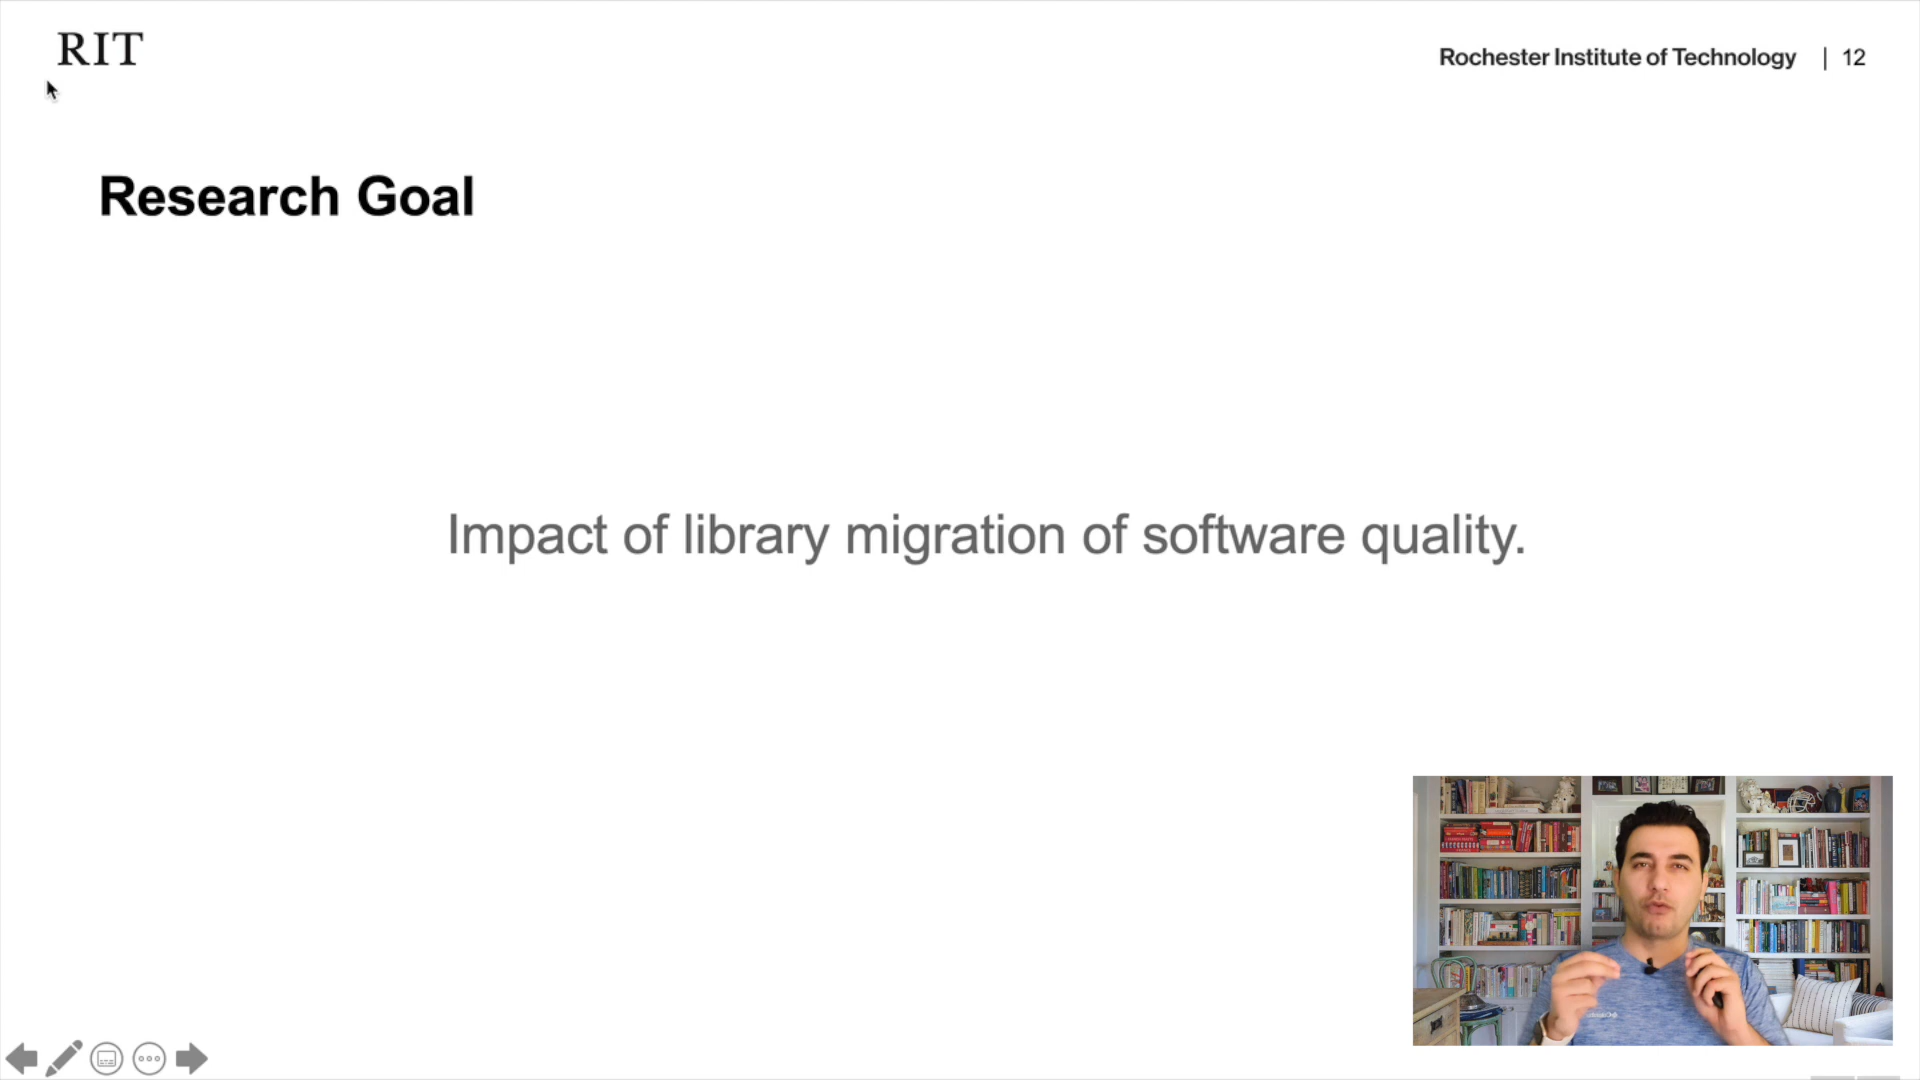 RIT
Rochester Institute of Technology | 12
Research Goal
Impact of library migration of software quality.